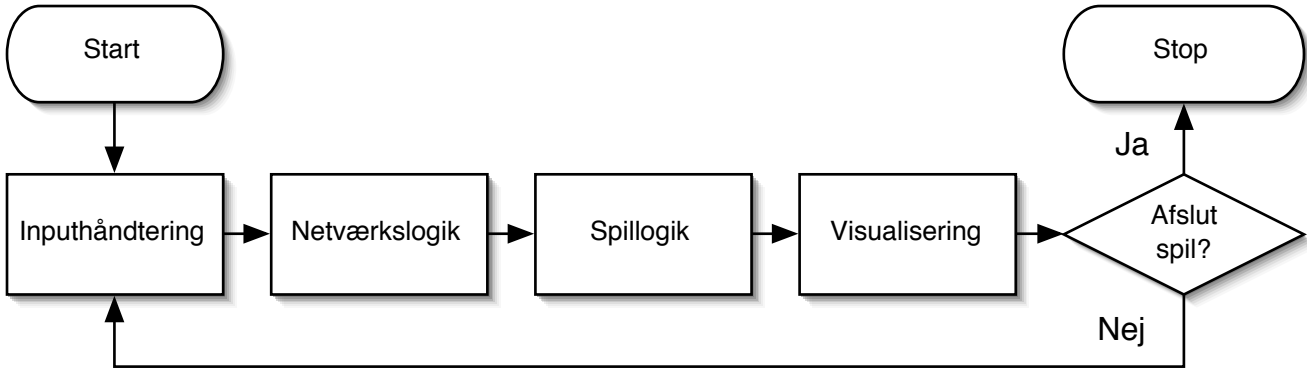 Start
Stop
Ja
Inputhåndtering
Netværkslogik
Spillogik
Visualisering
Afslut
spil?
Nej